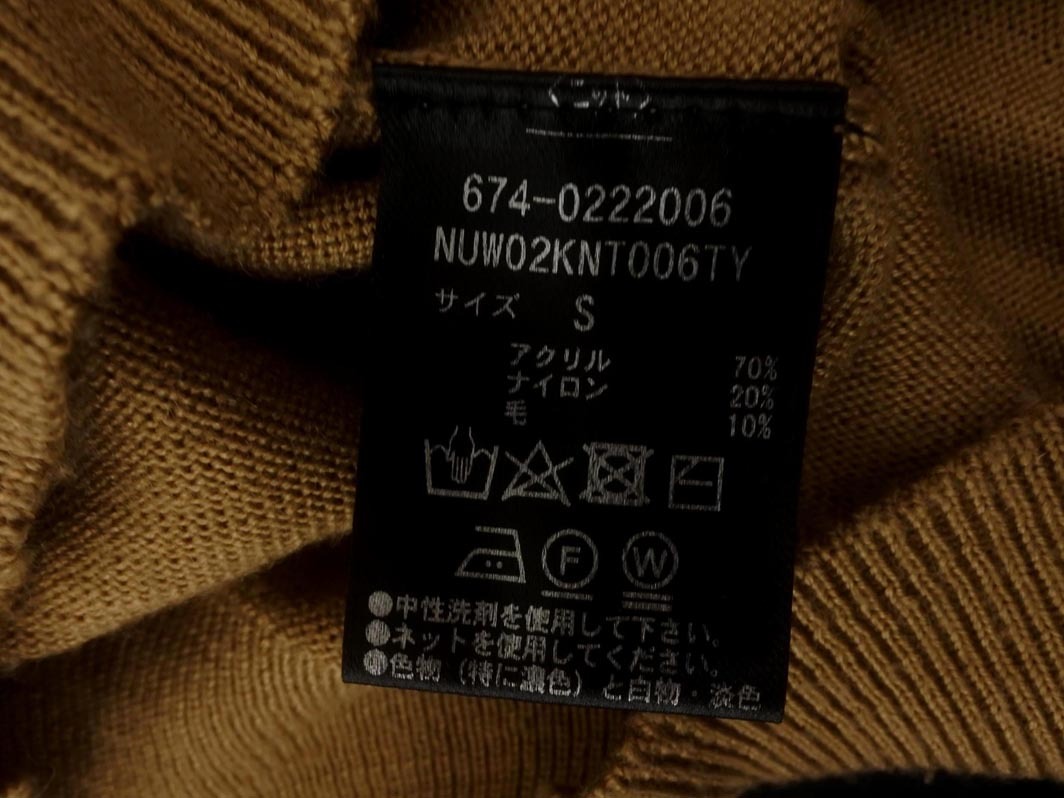 〈ニット〉
674-0222006
NUW02KNT006TY
サイズ S
アクリル 70%
ナイロン 20%
毛 10%
F W
●中性洗剤を使用して下さい。
●ネットを使用してください。
●色物（特に濃色）と白物・淡色